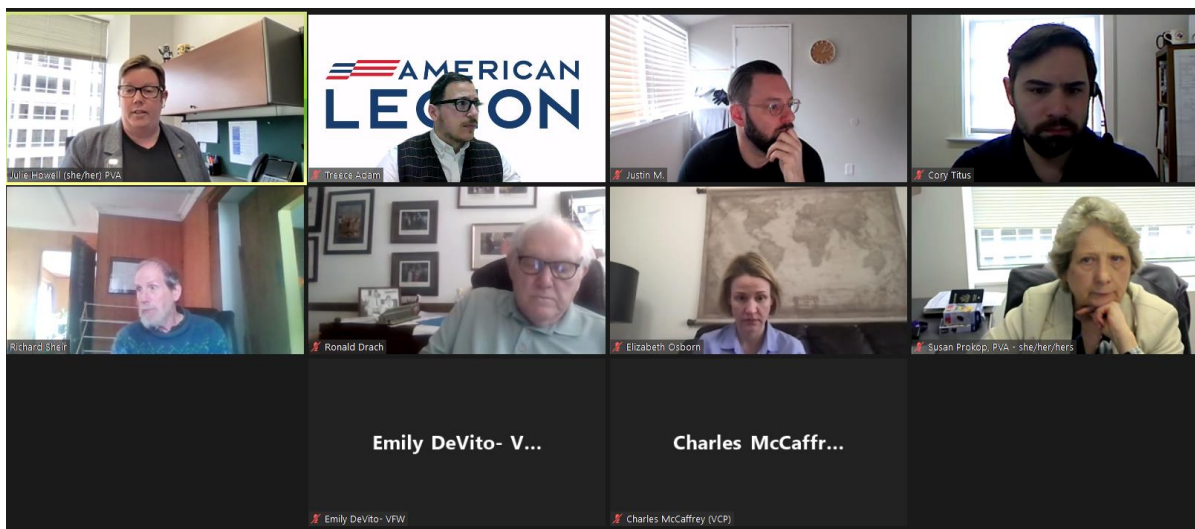 AMERICAN
LEGION
Julie Howell (she/her) PVA
Treece Adam
Justin M.
Cory Titus
Richard Sheir
Ronald Drach
Elizabeth Osborn
Susan Prokop, PVA - she/her/hers
Emily DeVito- V...
Charles McCaffr...
Emily DeVito- VFW
Charles McCaffrey (VCP)